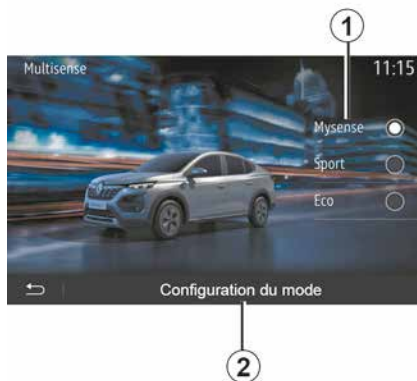 1
Multisense 11:15
Mysense
Sport
Eco
Configuration du mode
2